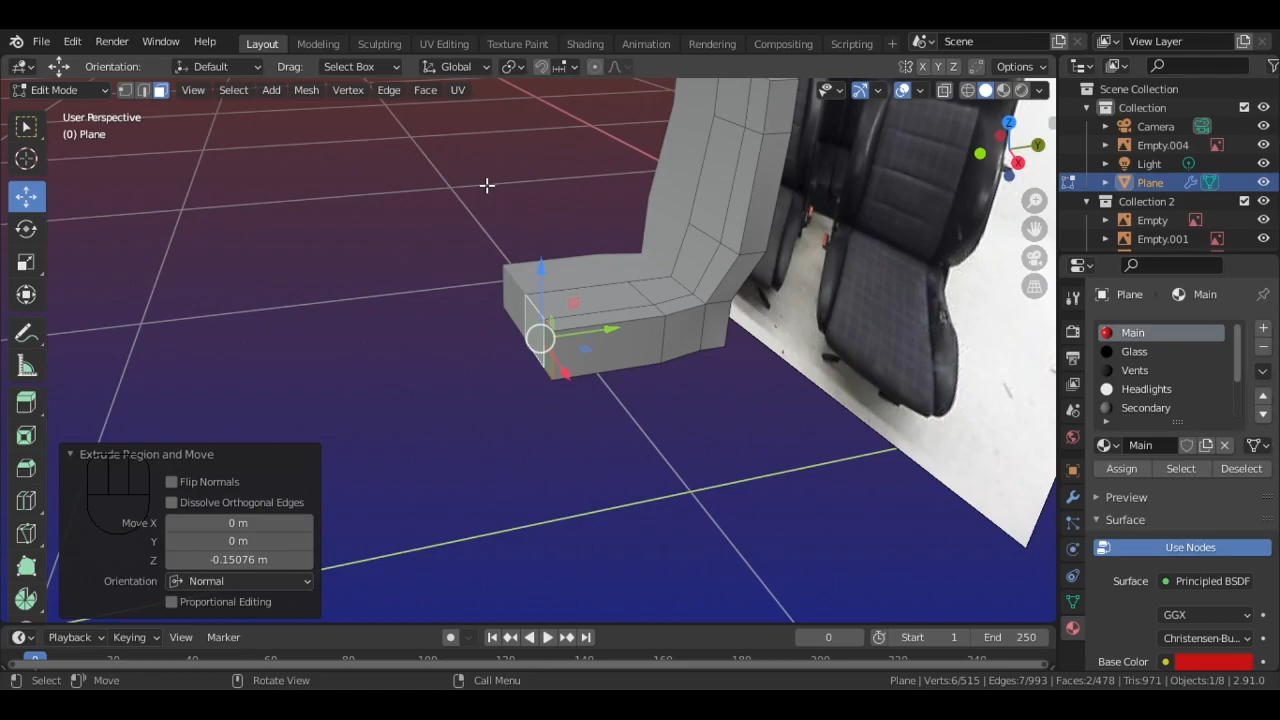 File Edit Render Window Help Layout Modeling Sculpting UV Editing Texture Paint Shading Animation Rendering Compositing Scripting + Scene View Layer
Orientation: Default Drag: Select Box Global X Y Z Options
Edit Mode View Select Add Mesh Vertex Edge Face UV
User Perspective
(0) Plane
Z
Y
X
Scene Collection
Collection
Camera
Empty.004
Light
Plane
Collection 2
Empty
Empty.001
Plane Main
Main
Glass
Vents
Headlights
Secondary
Main
Assign Select Deselect
Preview
Surface
Use Nodes
Surface Principled BSDF
GGX
Christensen-Bu...
Base Color
Extrude Region and Move
Flip Normals
Dissolve Orthogonal Edges
Move X 0 m
Y 0 m
Z -0.15076 m
Orientation Normal
Proportional Editing
Playback Keying View Marker 0 Start 1 End 250
0
Select Move Rotate View Call Menu Plane | Verts:6/515 | Edges:7/993 | Faces:2/478 | Tris:971 | Objects:1/8 | 2.91.0